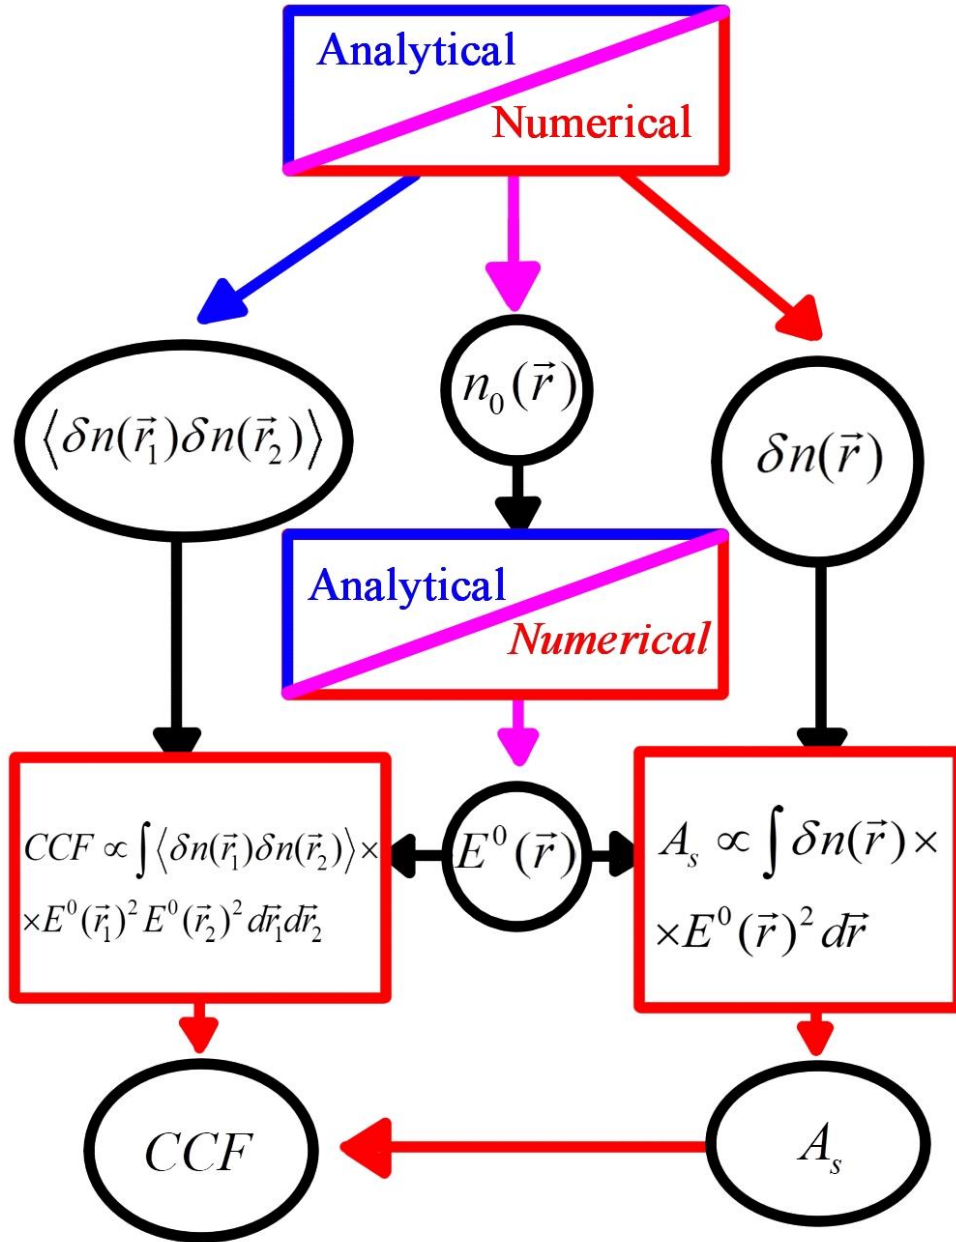 Analytical
Numerical
⟨δn(r⃗₁)δn(r⃗₂)⟩
n₀(r⃗)
δn(r⃗)
Analytical
Numerical
CCF ∝ ∫⟨δn(r⃗₁)δn(r⃗₂)⟩×
×E⁰(r⃗₁)² E⁰(r⃗₂)² dr⃗₁dr⃗₂
E⁰(r⃗)
Aₛ ∝ ∫δn(r⃗)×
×E⁰(r⃗)² dr⃗
CCF
Aₛ